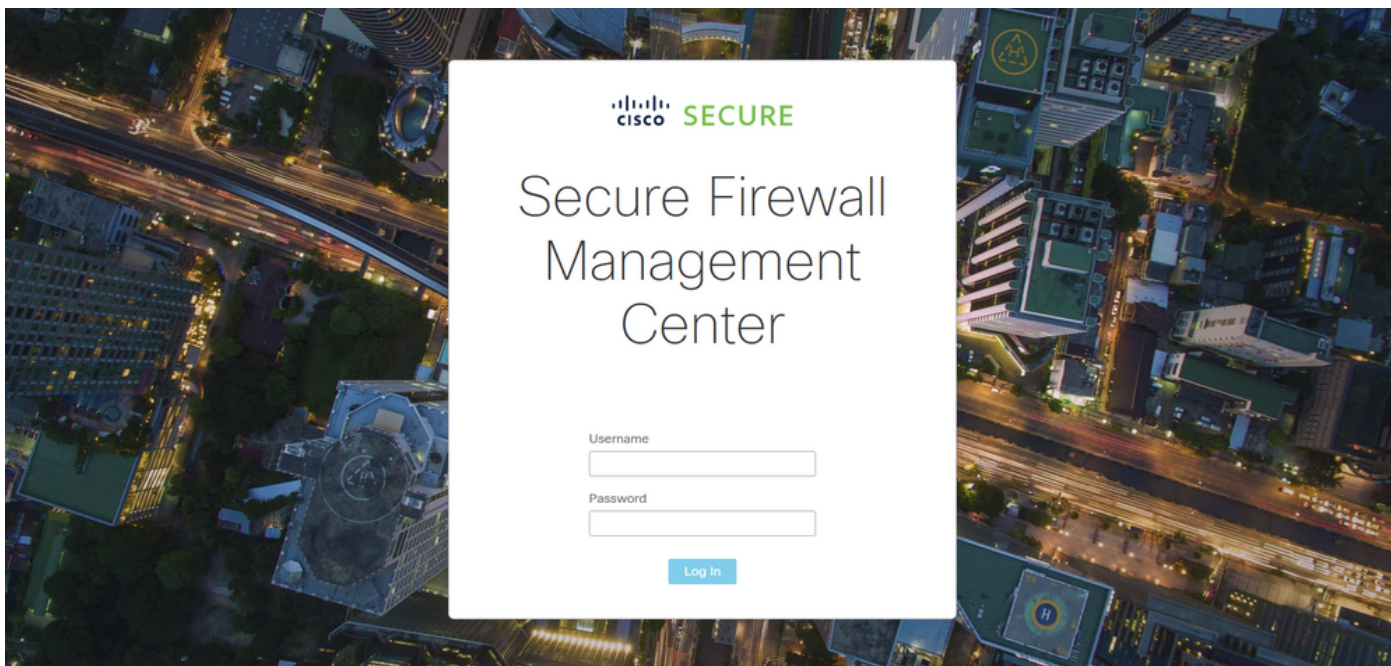 cisco SECURE
Secure Firewall
Management
Center
Username
Password
Log In
H